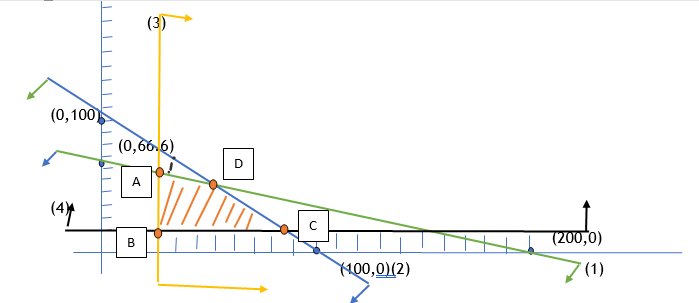 (3)
(0,100)
(0,66.6)
D
A
(4)
C
B
(200,0)
(100,0)(2)
(1)